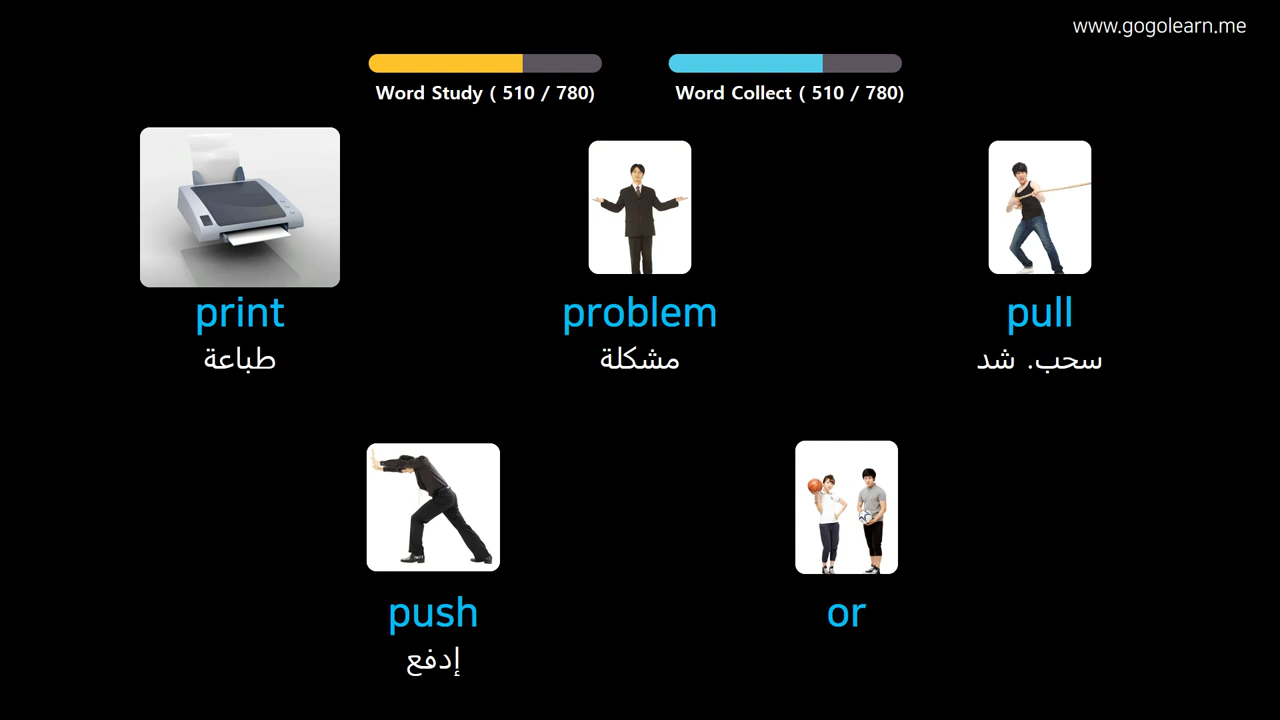 www.gogolearn.me
Word Study ( 510 / 780)
Word Collect ( 510 / 780)
print
طباعة
problem
مشكلة
pull
سحب. شد
push
إدفع
or